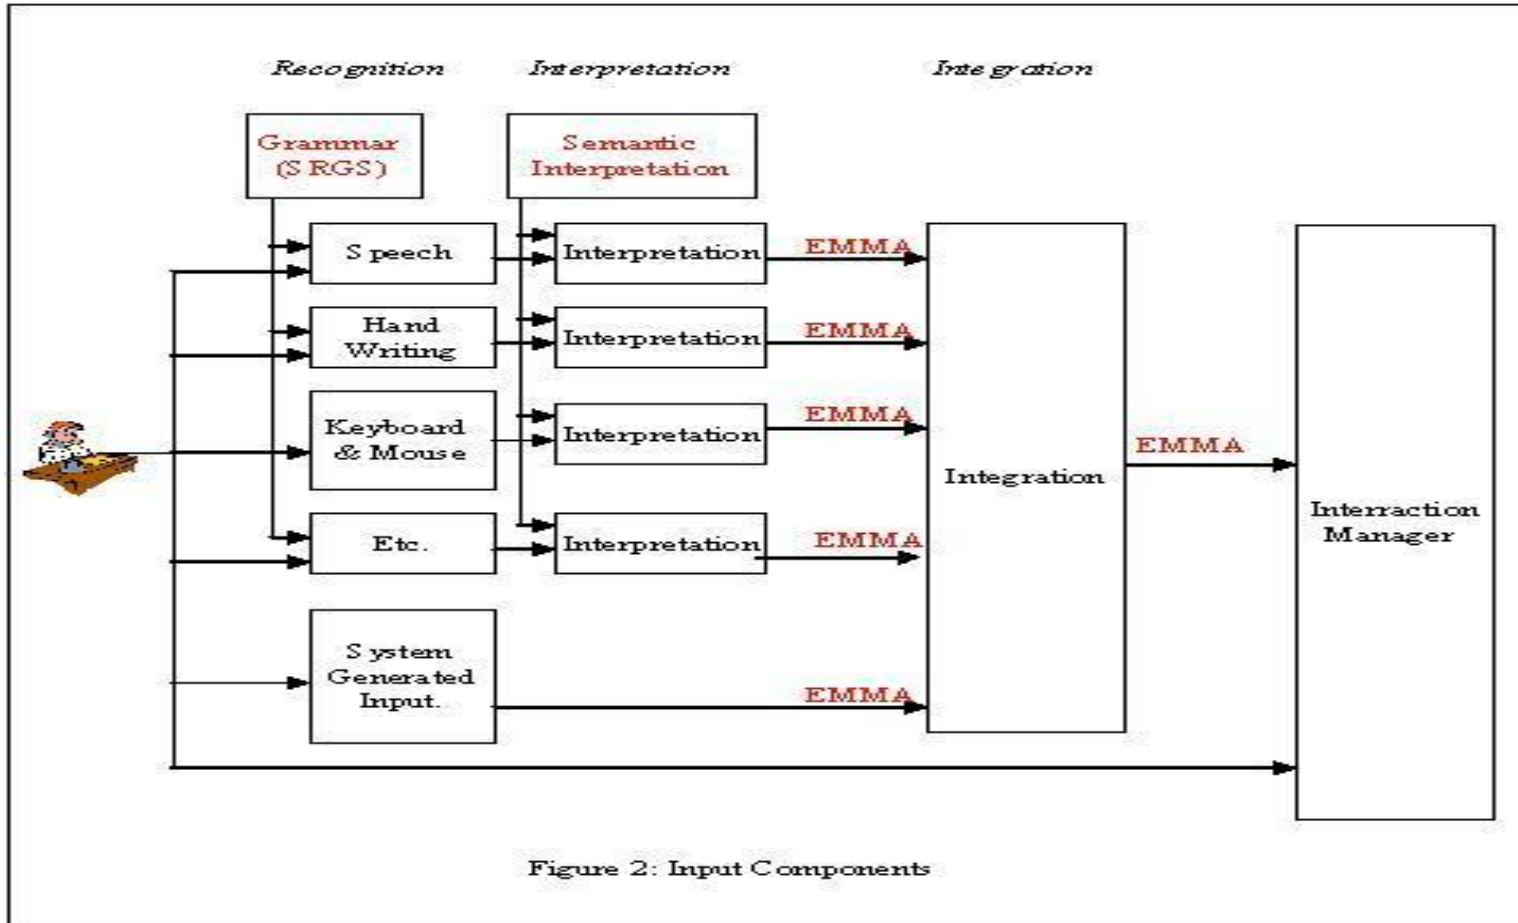 Recognition
Interpretation
Integration
Grammar
(SRGS)
Semantic
Interpretation
Speech
Interpretation
EMMA
Hand
Writing
Interpretation
EMMA
Keyboard
& Mouse
Interpretation
EMMA
Etc.
Interpretation
EMMA
System
Generated
Input.
EMMA
Integration
EMMA
Interraction
Manager
Figure 2: Input Components